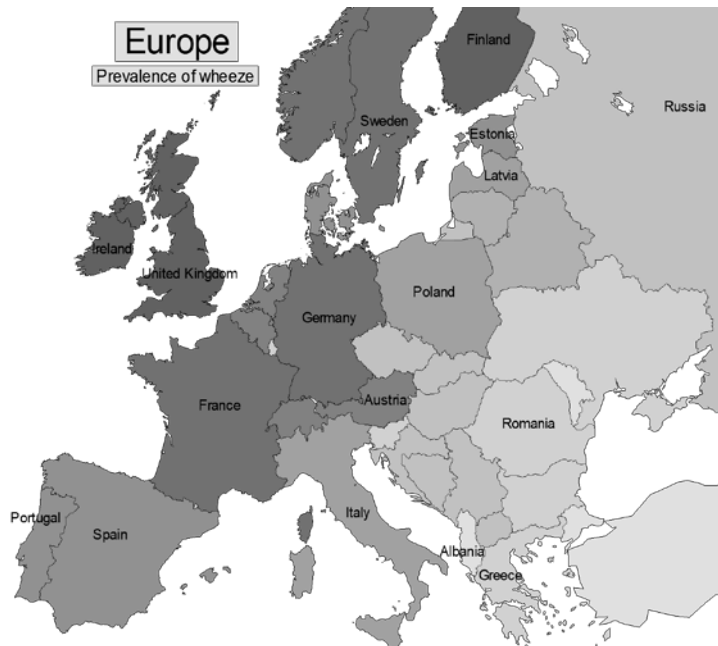 Europe
Prevalence of wheeze
Finland
Russia
Sweden
Estonia
Latvia
Ireland
United Kingdom
Poland
Germany
Austria
France
Romania
Portugal
Spain
Italy
Albania
Greece